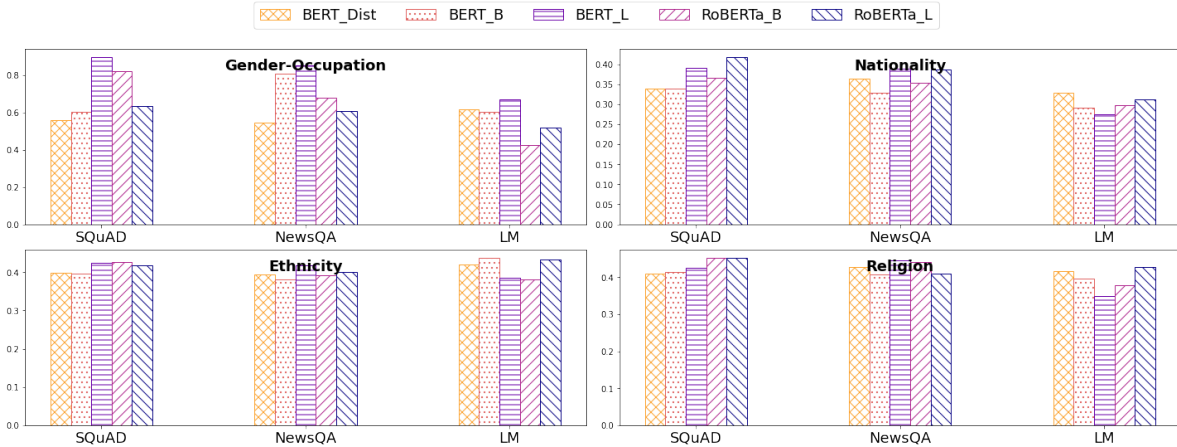 BERT_Dist BERT_B BERT_L RoBERTa_B RoBERTa_L
Gender-Occupation
0.8
0.6
0.4
0.2
0.0
SQuAD NewsQA LM
Nationality
0.40
0.35
0.30
0.25
0.20
0.15
0.10
0.05
0.00
SQuAD NewsQA LM
Ethnicity
0.4
0.3
0.2
0.1
0.0
SQuAD NewsQA LM
Religion
0.4
0.3
0.2
0.1
0.0
SQuAD NewsQA LM